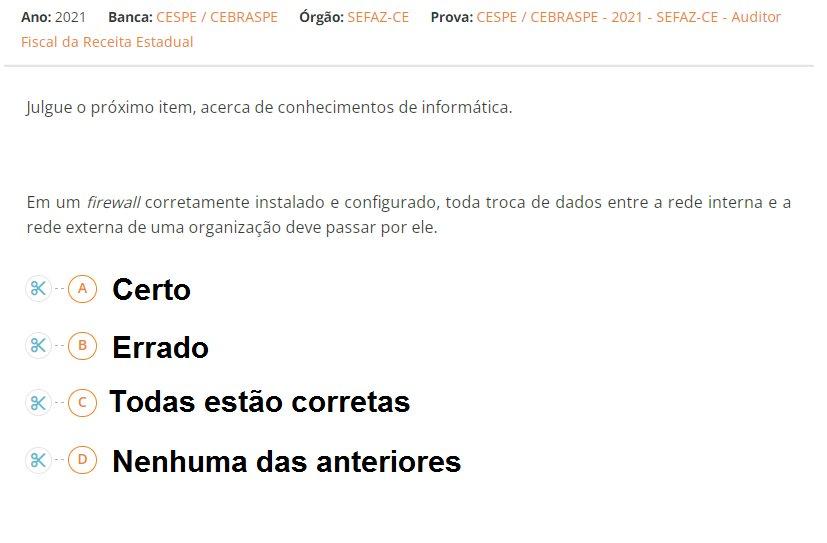 Ano: 2021 Banca: CESPE / CEBRASPE Órgão: SEFAZ-CE Prova: CESPE / CEBRASPE - 2021 - SEFAZ-CE - Auditor
Fiscal da Receita Estadual
Julgue o próximo item, acerca de conhecimentos de informática.
Em um firewall corretamente instalado e configurado, toda troca de dados entre a rede interna e a
rede externa de uma organização deve passar por ele.
A Certo
B Errado
C Todas estão corretas
D Nenhuma das anteriores